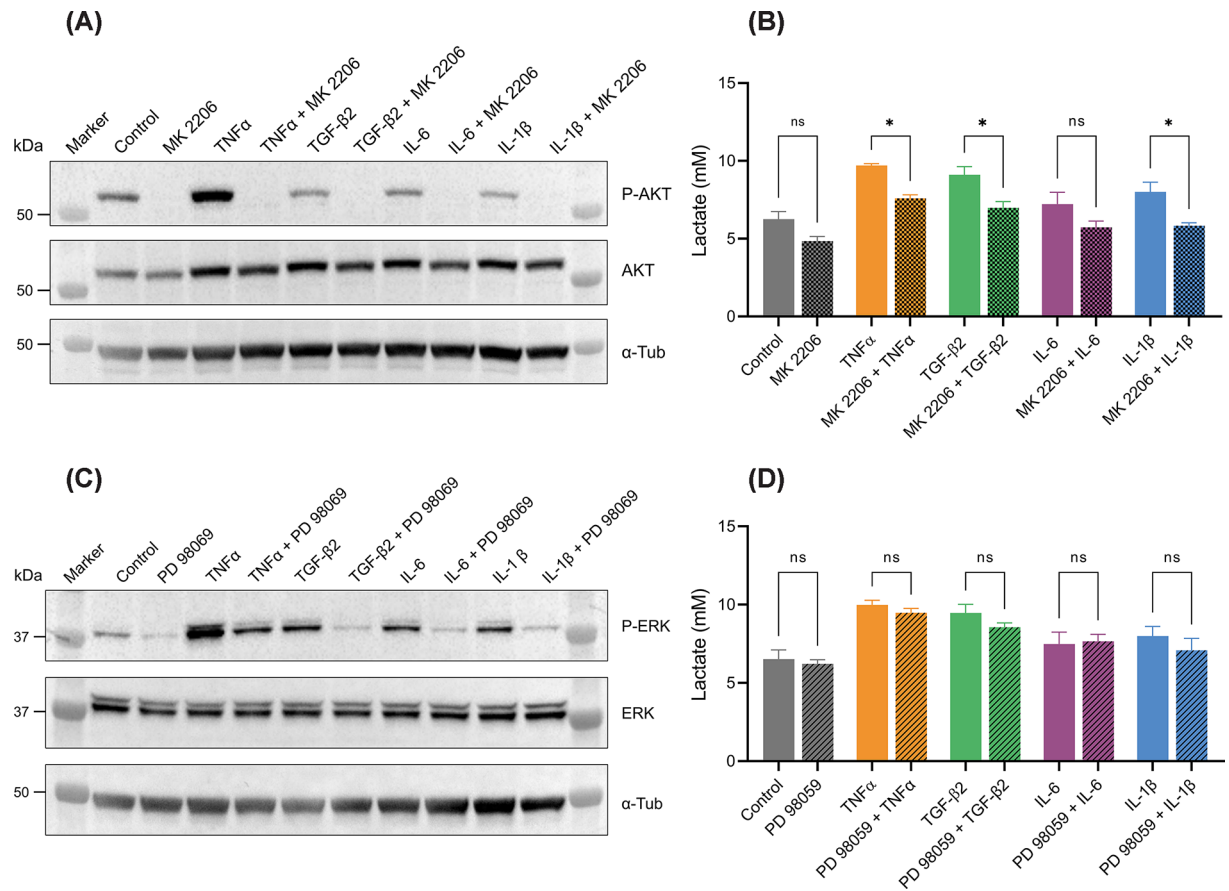 (A)
kDa
Marker
Control
MK 2206
TNFα
TNFα + MK 2206
TGF-β2
TGF-β2 + MK 2206
IL-6
IL-6 + MK 2206
IL-1β
IL-1β + MK 2206
50
P-AKT
50
AKT
50
α-Tub
(B)
Lactate (mM)
15
10
5
0
ns
*
*
ns
*
Control
MK 2206
TNFα
MK 2206 + TNFα
TGF-β2
MK 2206 + TGF-β2
IL-6
MK 2206 + IL-6
IL-1β
MK 2206 + IL-1β
(C)
kDa
Marker
Control
PD 98069
TNFα
TNFα + PD 98069
TGF-β2
TGF-β2 + PD 98069
IL-6
IL-6 + PD 98069
IL-1 β
IL-1β + PD 98069
37
P-ERK
37
ERK
50
α-Tub
(D)
Lactate (mM)
15
10
5
0
ns
ns
ns
ns
ns
Control
PD 98059
TNFα
PD 98059 + TNFα
TGF-β2
PD 98059 + TGF-β2
IL-6
PD 98059 + IL-6
IL-1β
PD 98059 + IL-1β